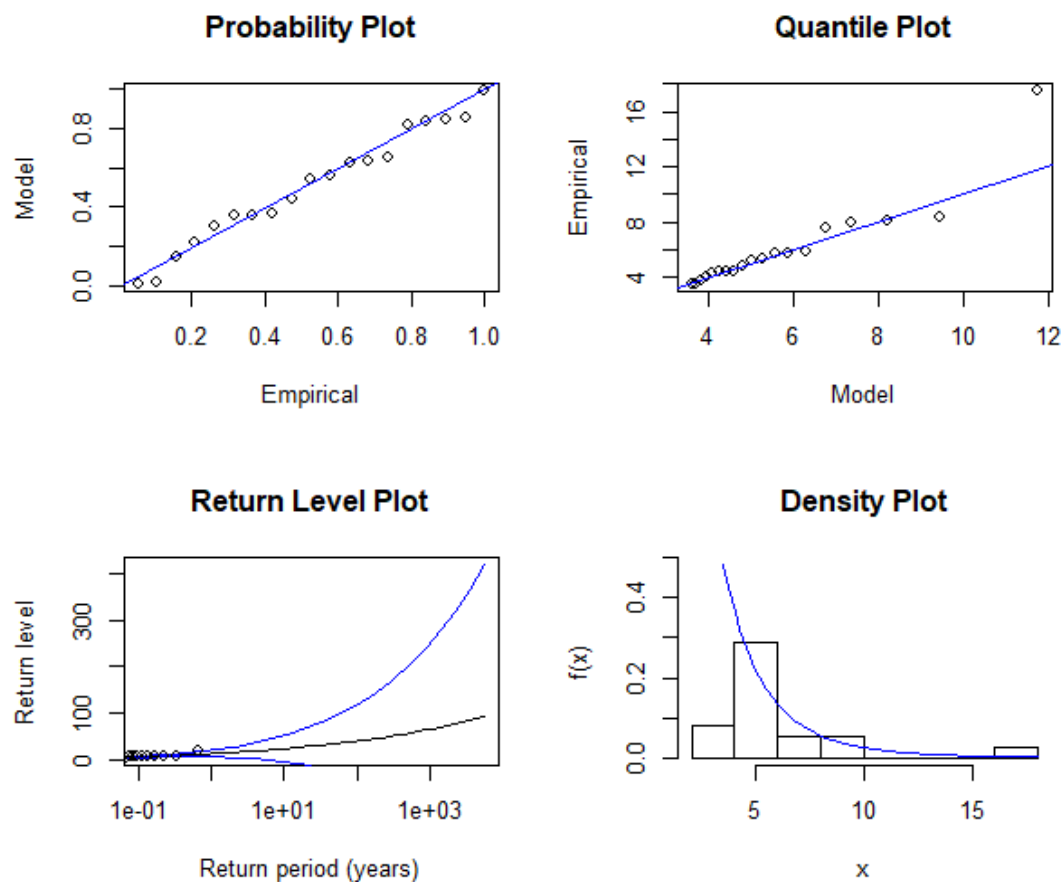 Probability Plot
Model
0.0 0.4 0.8
0.2 0.4 0.6 0.8 1.0
Empirical
Quantile Plot
Empirical
4 8 12 16
4 6 8 10 12
Model
Return Level Plot
Return level
0 100 300
1e-01 1e+01 1e+03
Return period (years)
Density Plot
f(x)
0.0 0.2 0.4
5 10 15
x